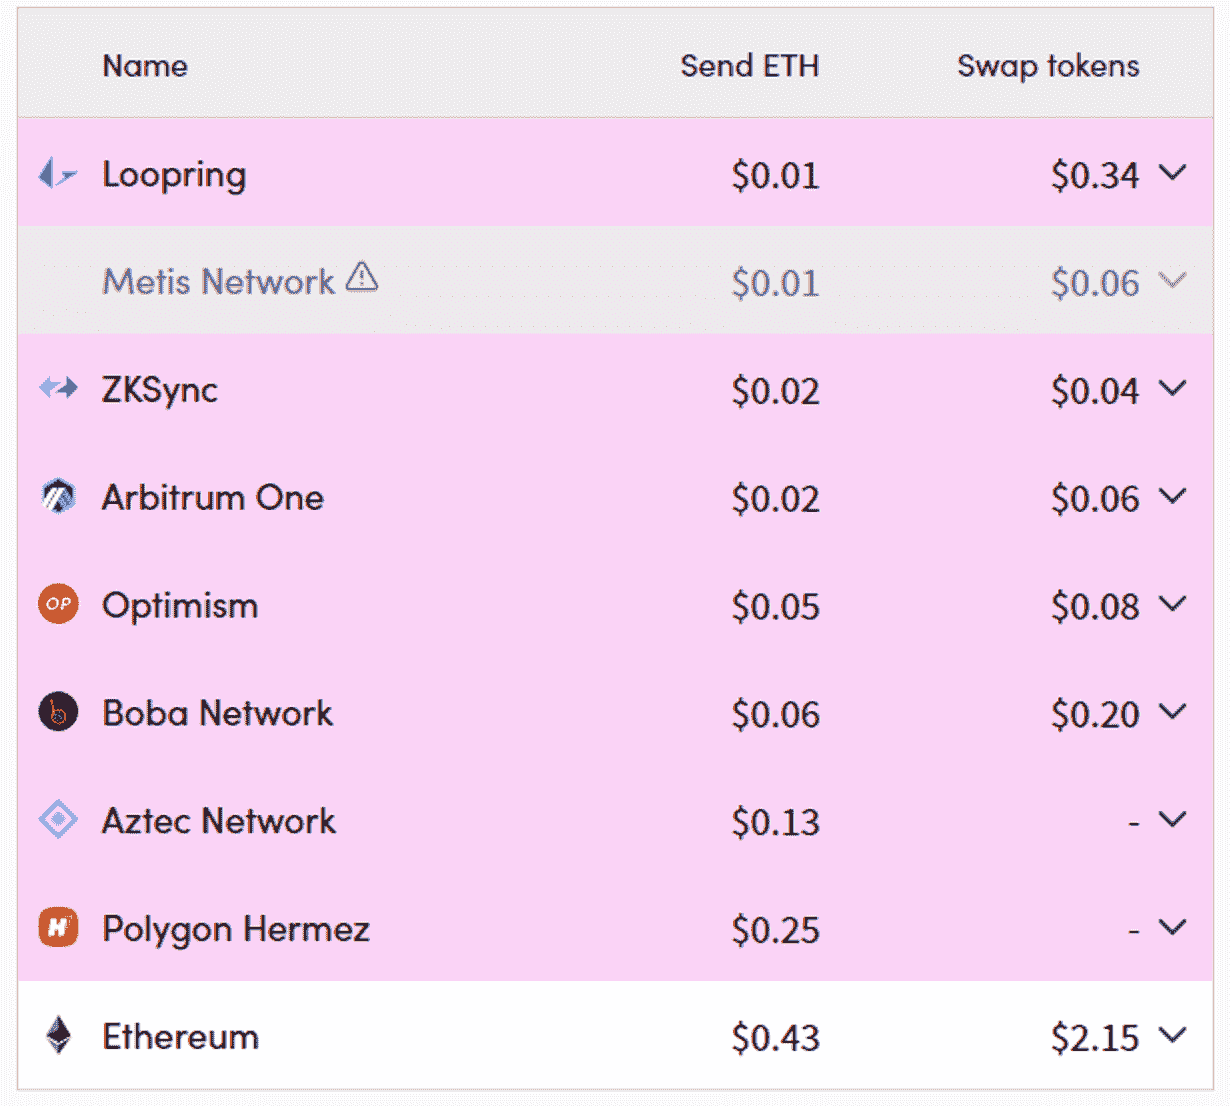 Name Send ETH Swap tokens
Loopring $0.01 $0.34
Metis Network $0.01 $0.06
ZKSync $0.02 $0.04
Arbitrum One $0.02 $0.06
OP Optimism $0.05 $0.08
Boba Network $0.06 $0.20
Aztec Network $0.13 -
Polygon Hermez $0.25 -
Ethereum $0.43 $2.15